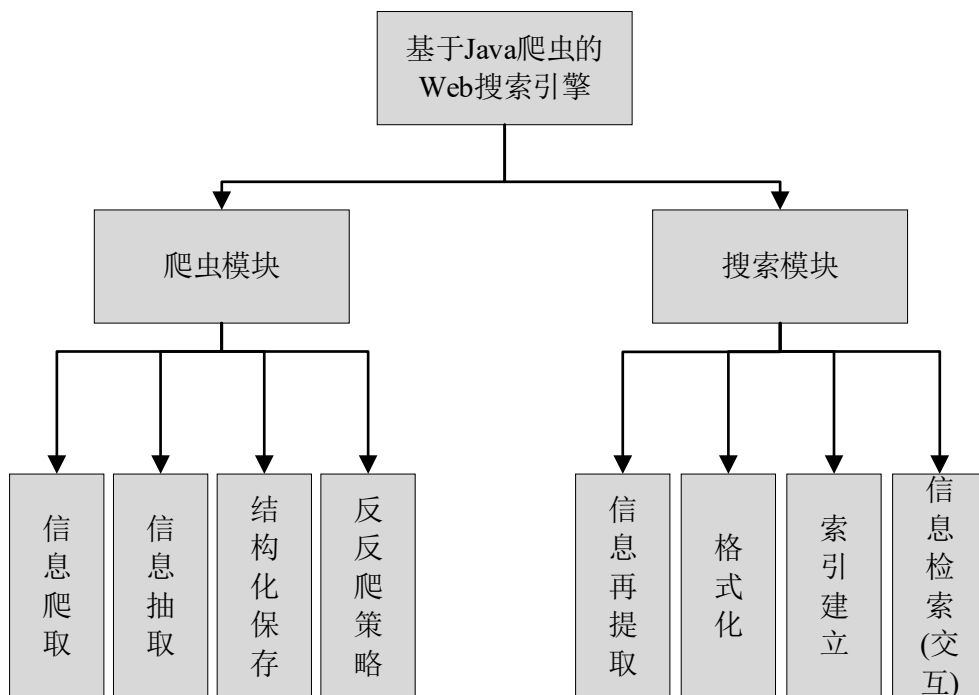 基于Java爬虫的
Web搜索引擎
爬虫模块
搜索模块
信息爬取
信息抽取
结构化保存
反反爬策略
信息再提取
格式化
索引建立
信息检索(交互)